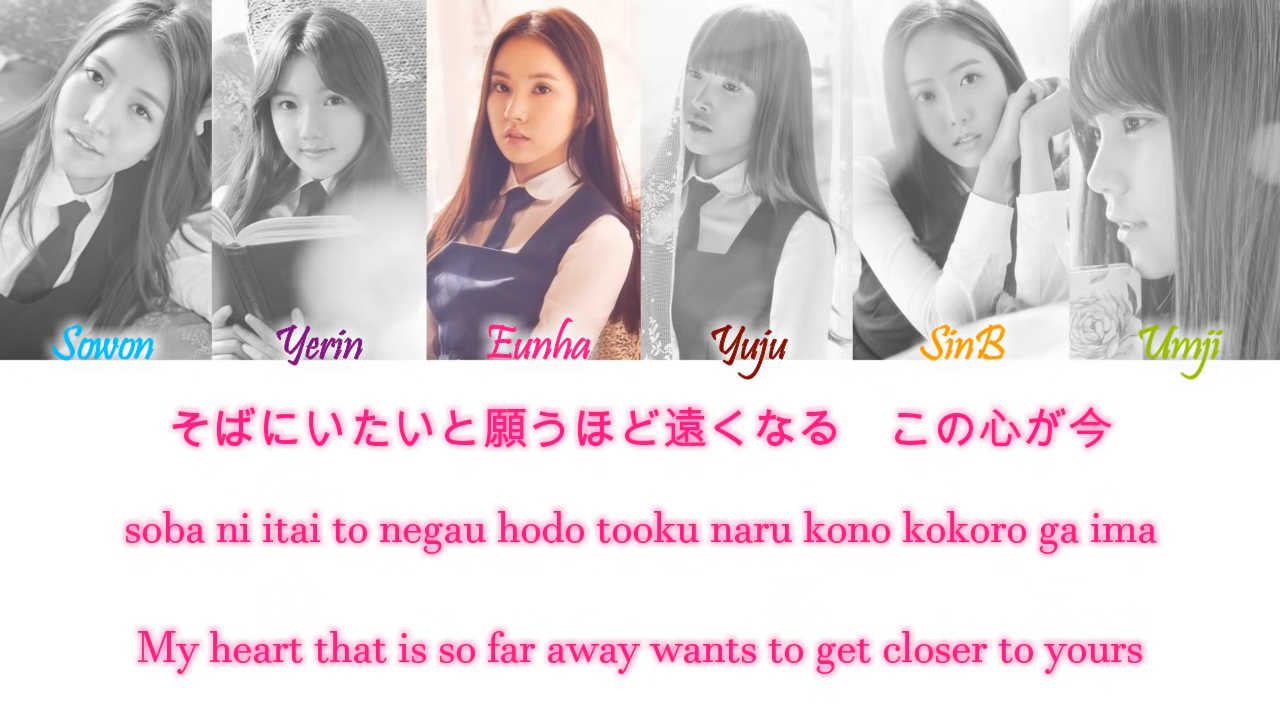 Sowon Yerin Eunha Yuju SinB Umji
そばにいたいと願うほど遠くなる　この心が今
soba ni itai to negau hodo tooku naru kono kokoro ga ima
My heart that is so far away wants to get closer to yours